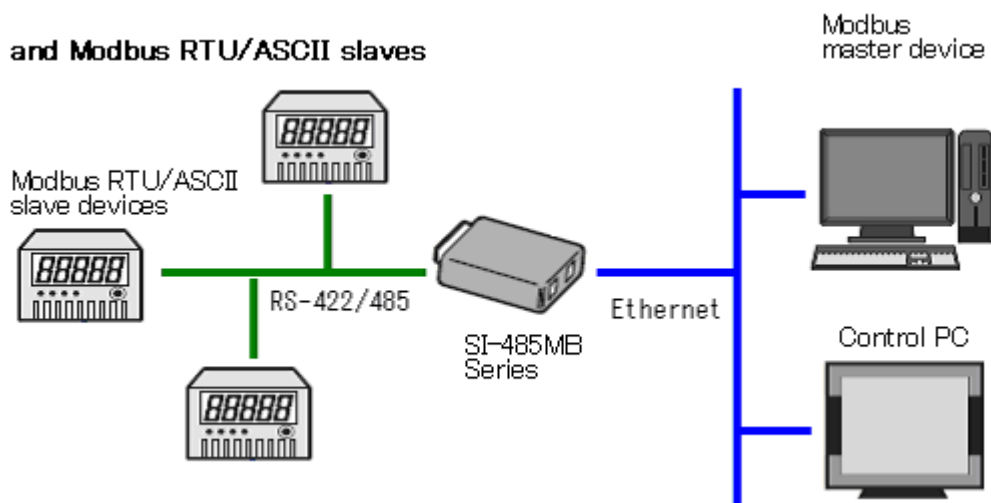 and Modbus RTU/ASCII slaves
Modbus
master device
88888
Modbus RTU/ASCII
slave devices
88888
RS-422/485
Ethernet
SI-485MB
Series
Control PC
88888